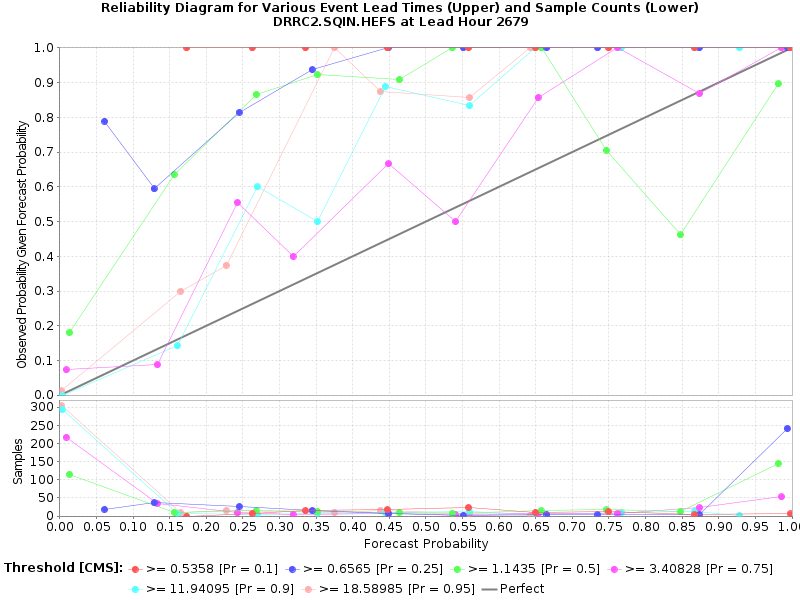 Reliability Diagram for Various Event Lead Times (Upper) and Sample Counts (Lower)
DRRC2.SQIN.HEFS at Lead Hour 2679
Observed Probability Given Forecast Probability
1.0
0.9
0.8
0.7
0.6
0.5
0.4
0.3
0.2
0.1
0.0
Samples
300
250
200
150
100
50
0
0.00 0.05 0.10 0.15 0.20 0.25 0.30 0.35 0.40 0.45 0.50 0.55 0.60 0.65 0.70 0.75 0.80 0.85 0.90 0.95 1.0
Forecast Probability
Threshold [CMS]: >= 0.5358 [Pr = 0.1] >= 0.6565 [Pr = 0.25] >= 1.1435 [Pr = 0.5] >= 3.40828 [Pr = 0.75]
>= 11.94095 [Pr = 0.9] >= 18.58985 [Pr = 0.95] Perfect